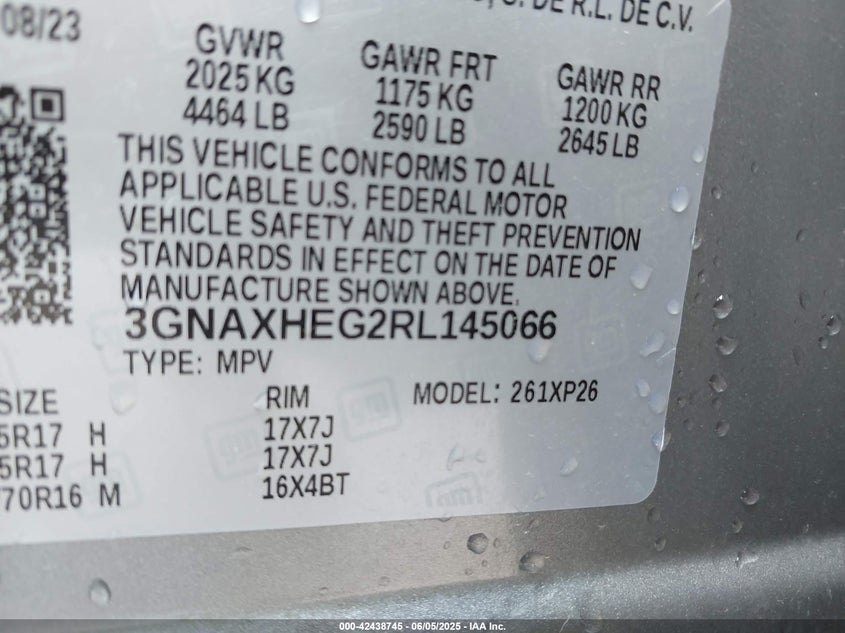 08/23
S. DE R.L. DE C.V.
GVWR
2025 KG
4464 LB
GAWR FRT
1175 KG
2590 LB
GAWR RR
1200 KG
2645 LB
THIS VEHICLE CONFORMS TO ALL
APPLICABLE U.S. FEDERAL MOTOR
VEHICLE SAFETY AND THEFT PREVENTION
STANDARDS IN EFFECT ON THE DATE OF
MANUFACTURE SHOWN ABOVE.
3GNAXHEG2RL145066
TYPE: MPV
SIZE RIM MODEL: 261XP26
5R17 H 17X7J
5R17 H 17X7J
70R16 M 16X4BT
000-42438745 - 06/05/2025 - IAA Inc.